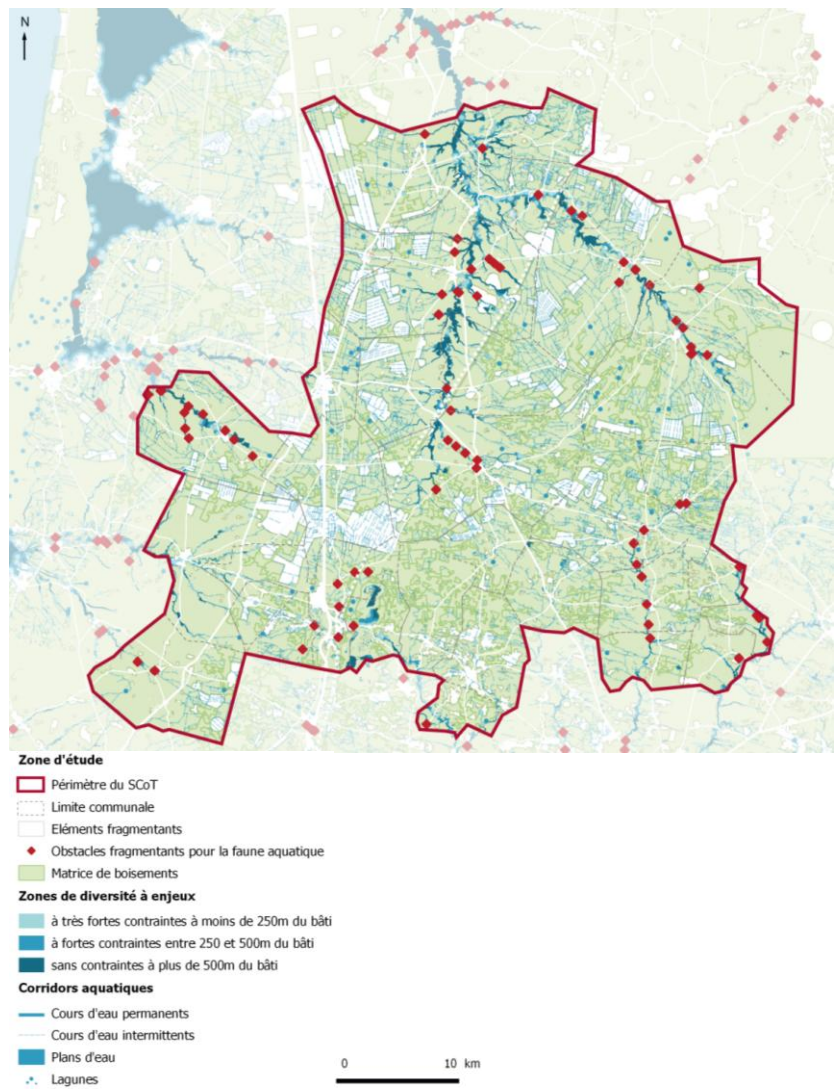 N
Zone d'étude
Périmètre du SCoT
Limite communale
Eléments fragmentants
Obstacles fragmentants pour la faune aquatique
Matrice de boisements
Zones de diversité à enjeux
à très fortes contraintes à moins de 250m du bâti
à fortes contraintes entre 250 et 500m du bâti
sans contraintes à plus de 500m du bâti
Corridors aquatiques
Cours d'eau permanents
Cours d'eau intermittents
Plans d'eau
Lagunes
0 10 km